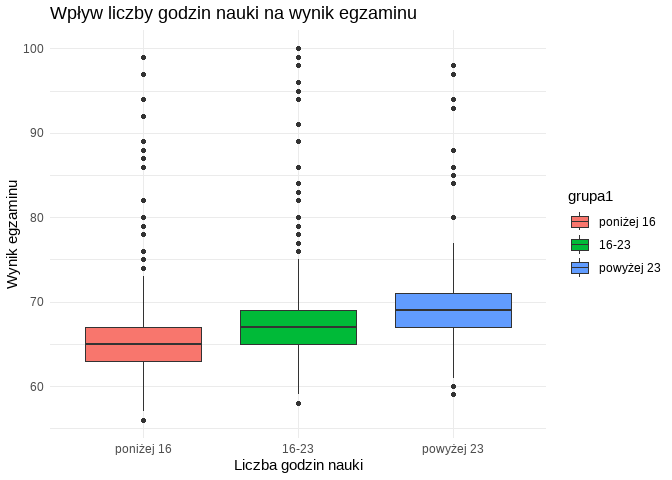 Wpływ liczby godzin nauki na wynik egzaminu
100
90
80
70
60
Wynik egzaminu
poniżej 16
16-23
powyżej 23
Liczba godzin nauki
grupa1
poniżej 16
16-23
powyżej 23